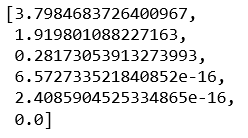 [3.7984683726400967,
1.919801088227163,
0.28173053913273993,
6.572733521840852e-16,
2.4085904525334865e-16,
0.0]